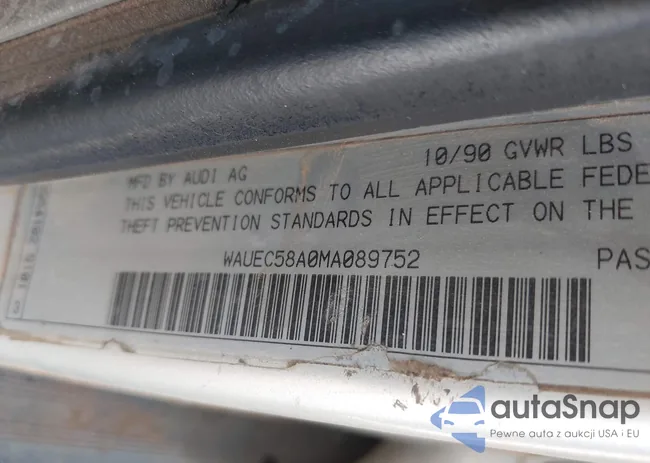 10/90 GVWR LBS
MFD BY AUDI AG
THIS VEHICLE CONFORMS TO ALL APPLICABLE FEDE
THEFT PREVENTION STANDARDS IN EFFECT ON THE
WAUEC58A0MA089752 PAS
autaSnap
Pewne auta z aukcji USA i EU